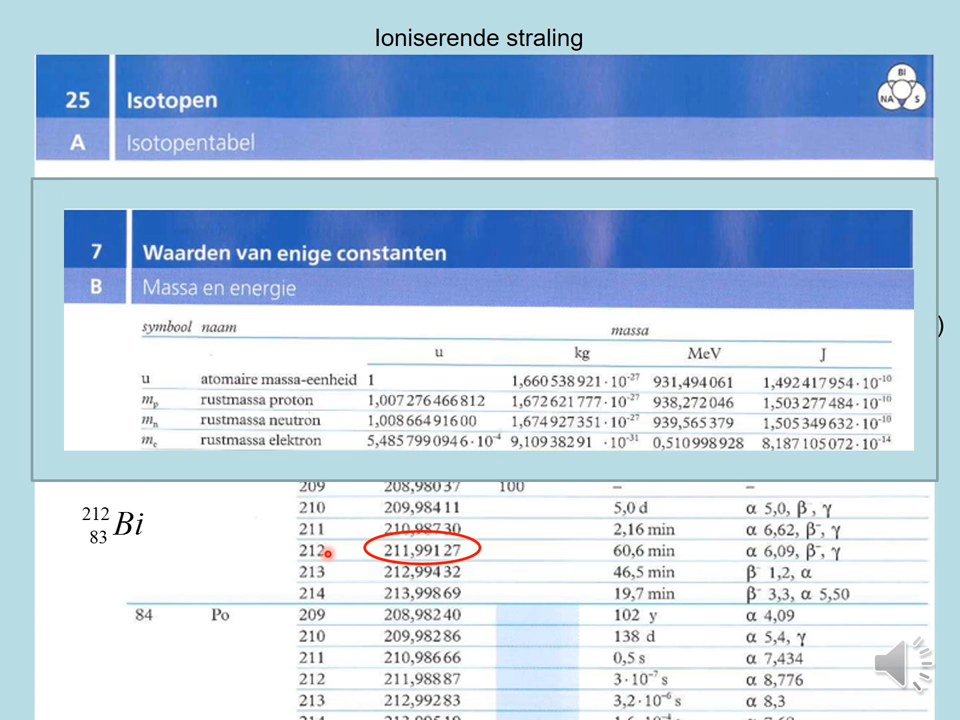 Ioniserende straling
25 Isotopen
BI
NA S
A Isotopentabel
7 Waarden van enige constanten
B Massa en energie
)
symbool naam massa
u kg MeV J
u atomaire massa-eenheid 1 1,660 538 921 · 10⁻²⁷ 931,494 061 1,492 417 954 · 10⁻¹⁰
mₚ rustmassa proton 1,007 276 466 812 1,672 621 777 · 10⁻²⁷ 938,272 046 1,503 277 484 · 10⁻¹⁰
mₙ rustmassa neutron 1,008 664 916 00 1,674 927 351 · 10⁻²⁷ 939,565 379 1,505 349 632 · 10⁻¹⁰
mₑ rustmassa elektron 5,485 799 094 6 · 10⁻⁴ 9,109 382 91 · 10⁻³¹ 0,510 998 928 8,187 105 072 · 10⁻¹⁴
209 208,980 37 100 – –
210 209,984 11 5,0 d α 5,0, β⁻, γ
²¹²₈₃Bi
211 210,987 30 2,16 min α 6,62, β⁻, γ
212 211,991 27 60,6 min α 6,09, β⁻, γ
213 212,994 32 46,5 min β⁻ 1,2, α
214 213,998 69 19,7 min β⁻ 3,3, α 5,50
84 Po 209 208,982 40 102 y α 4,09
210 209,982 86 138 d α 5,4, γ
211 210,986 66 0,5 s α 7,434
212 211,988 87 3 · 10⁻⁷ s α 8,776
213 212,992 83 3,2 · 10⁻⁶ s α 8,3